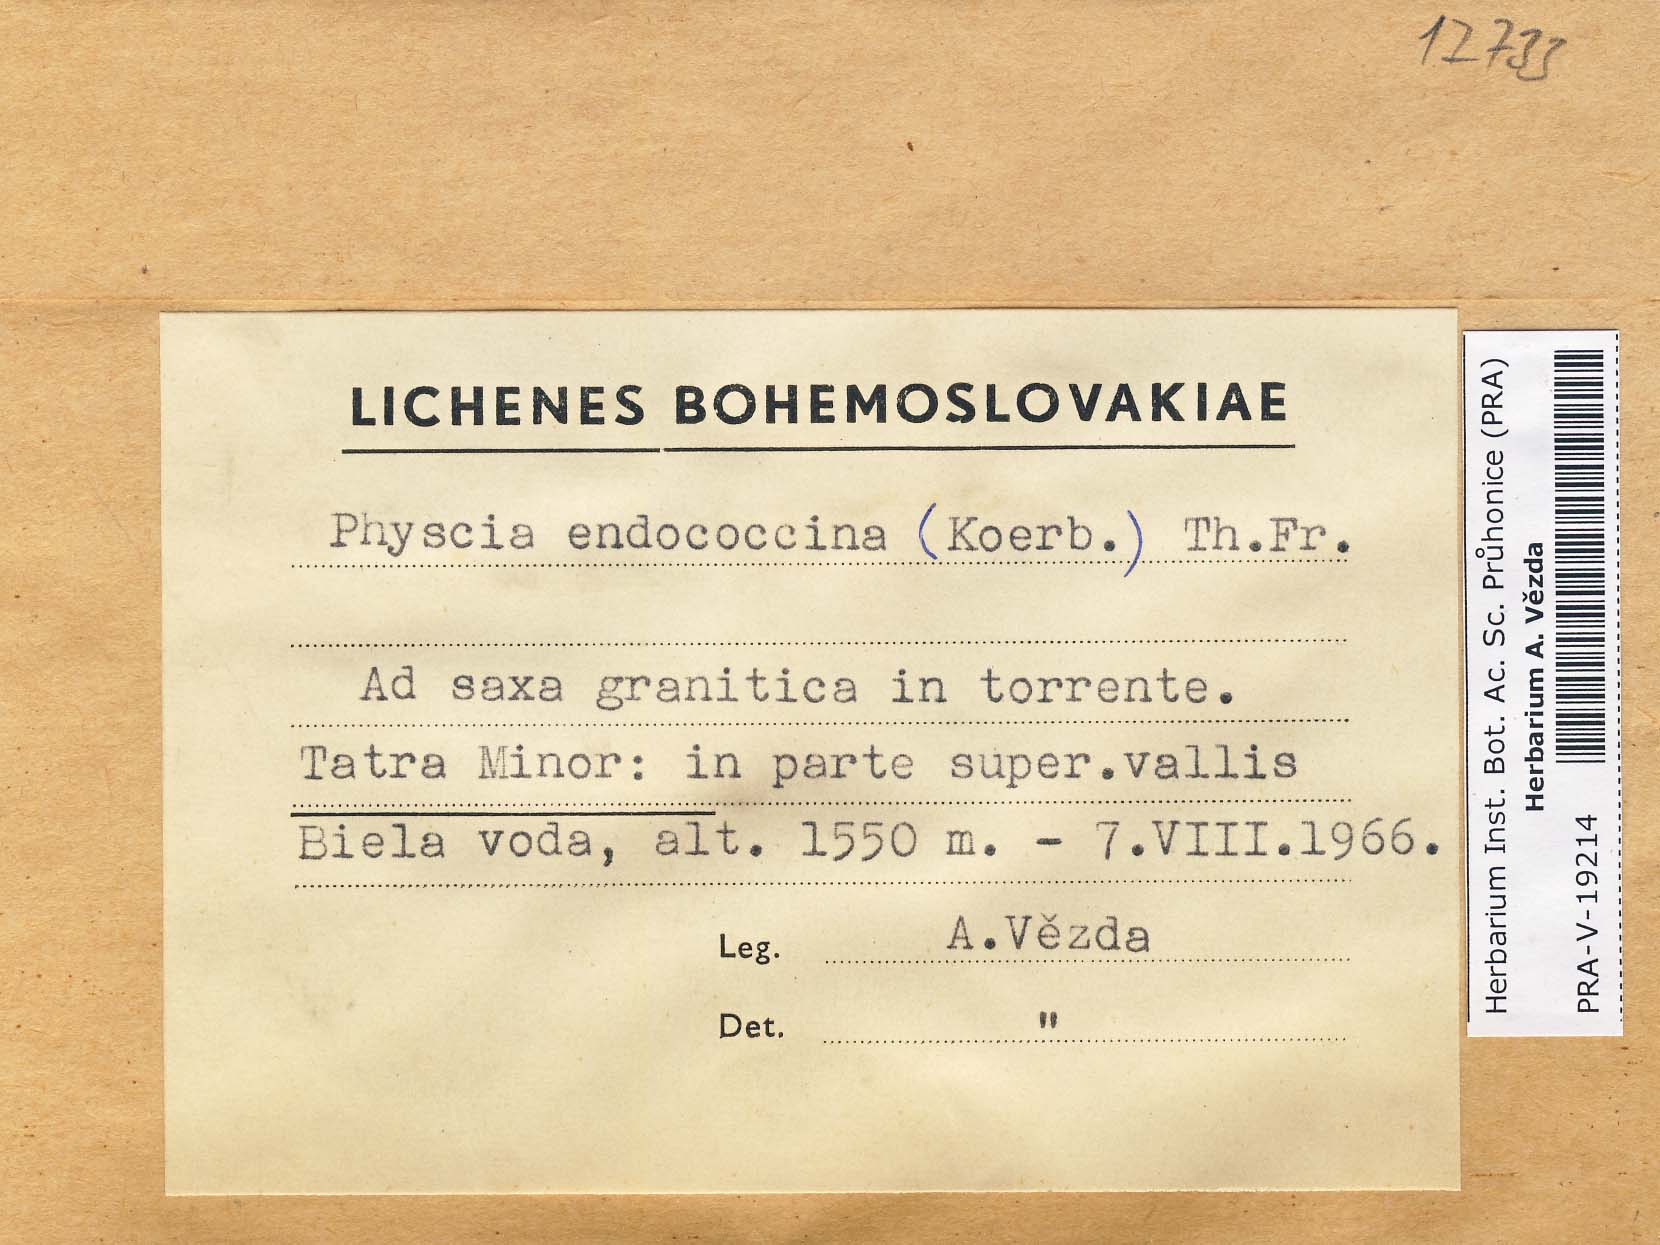 12733
LICHENES BOHEMOSLOVAKIAE
Physcia endococcina (Koerb.) Th.Fr.
Ad saxa granitica in torrente.
Tatra Minor: in parte super.vallis
Biela voda, alt. 1550 m. - 7.VIII.1966.
Leg. A.Vězda
Det. "
Herbarium Inst. Bot. Ac. Sc. Průhonice (PRA)
Herbarium A. Vězda
PRA-V-19214